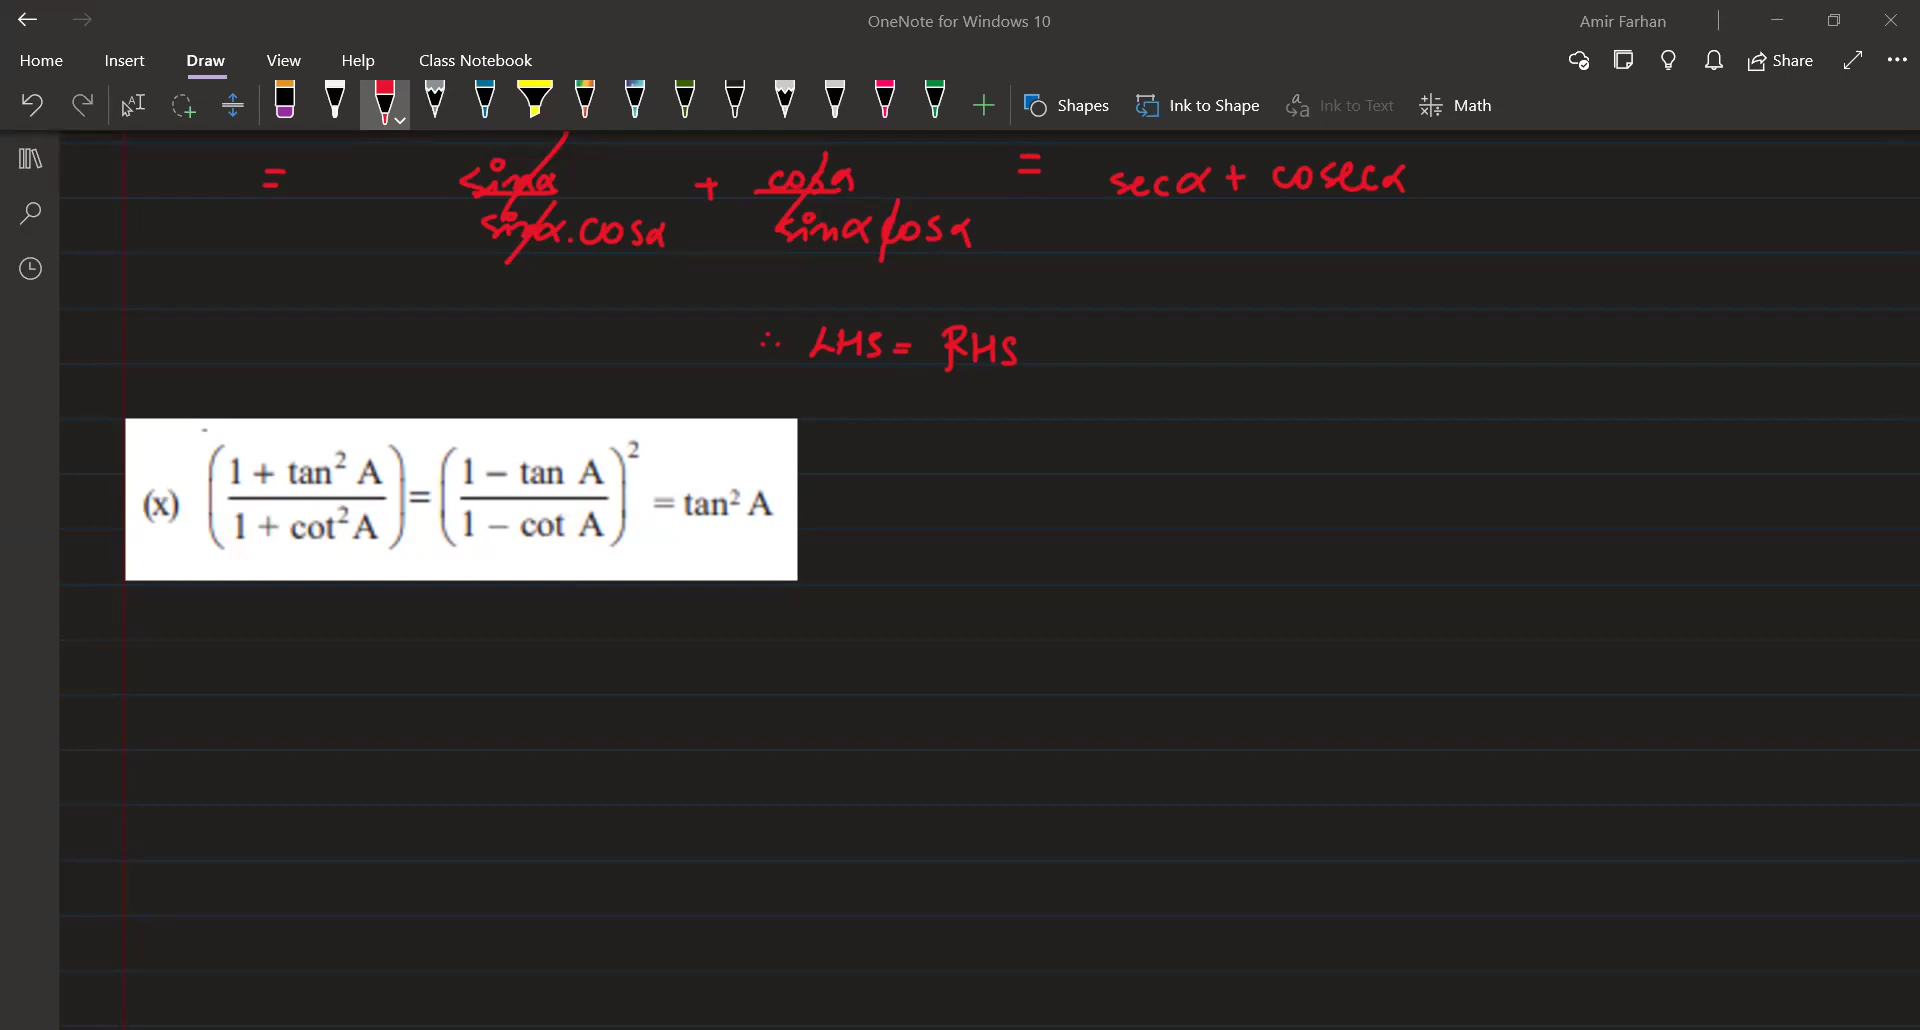 OneNote for Windows 10
Amir Farhan
Home Insert Draw View Help Class Notebook
Share
Shapes Ink to Shape Ink to Text Math
= sinα/sinα.cosα + cosα/sinαcosα = secα + cosecα
∴ LHS = RHS
(x) (1 + tan² A / 1 + cot² A) = (1 − tan A / 1 − cot A)² = tan² A